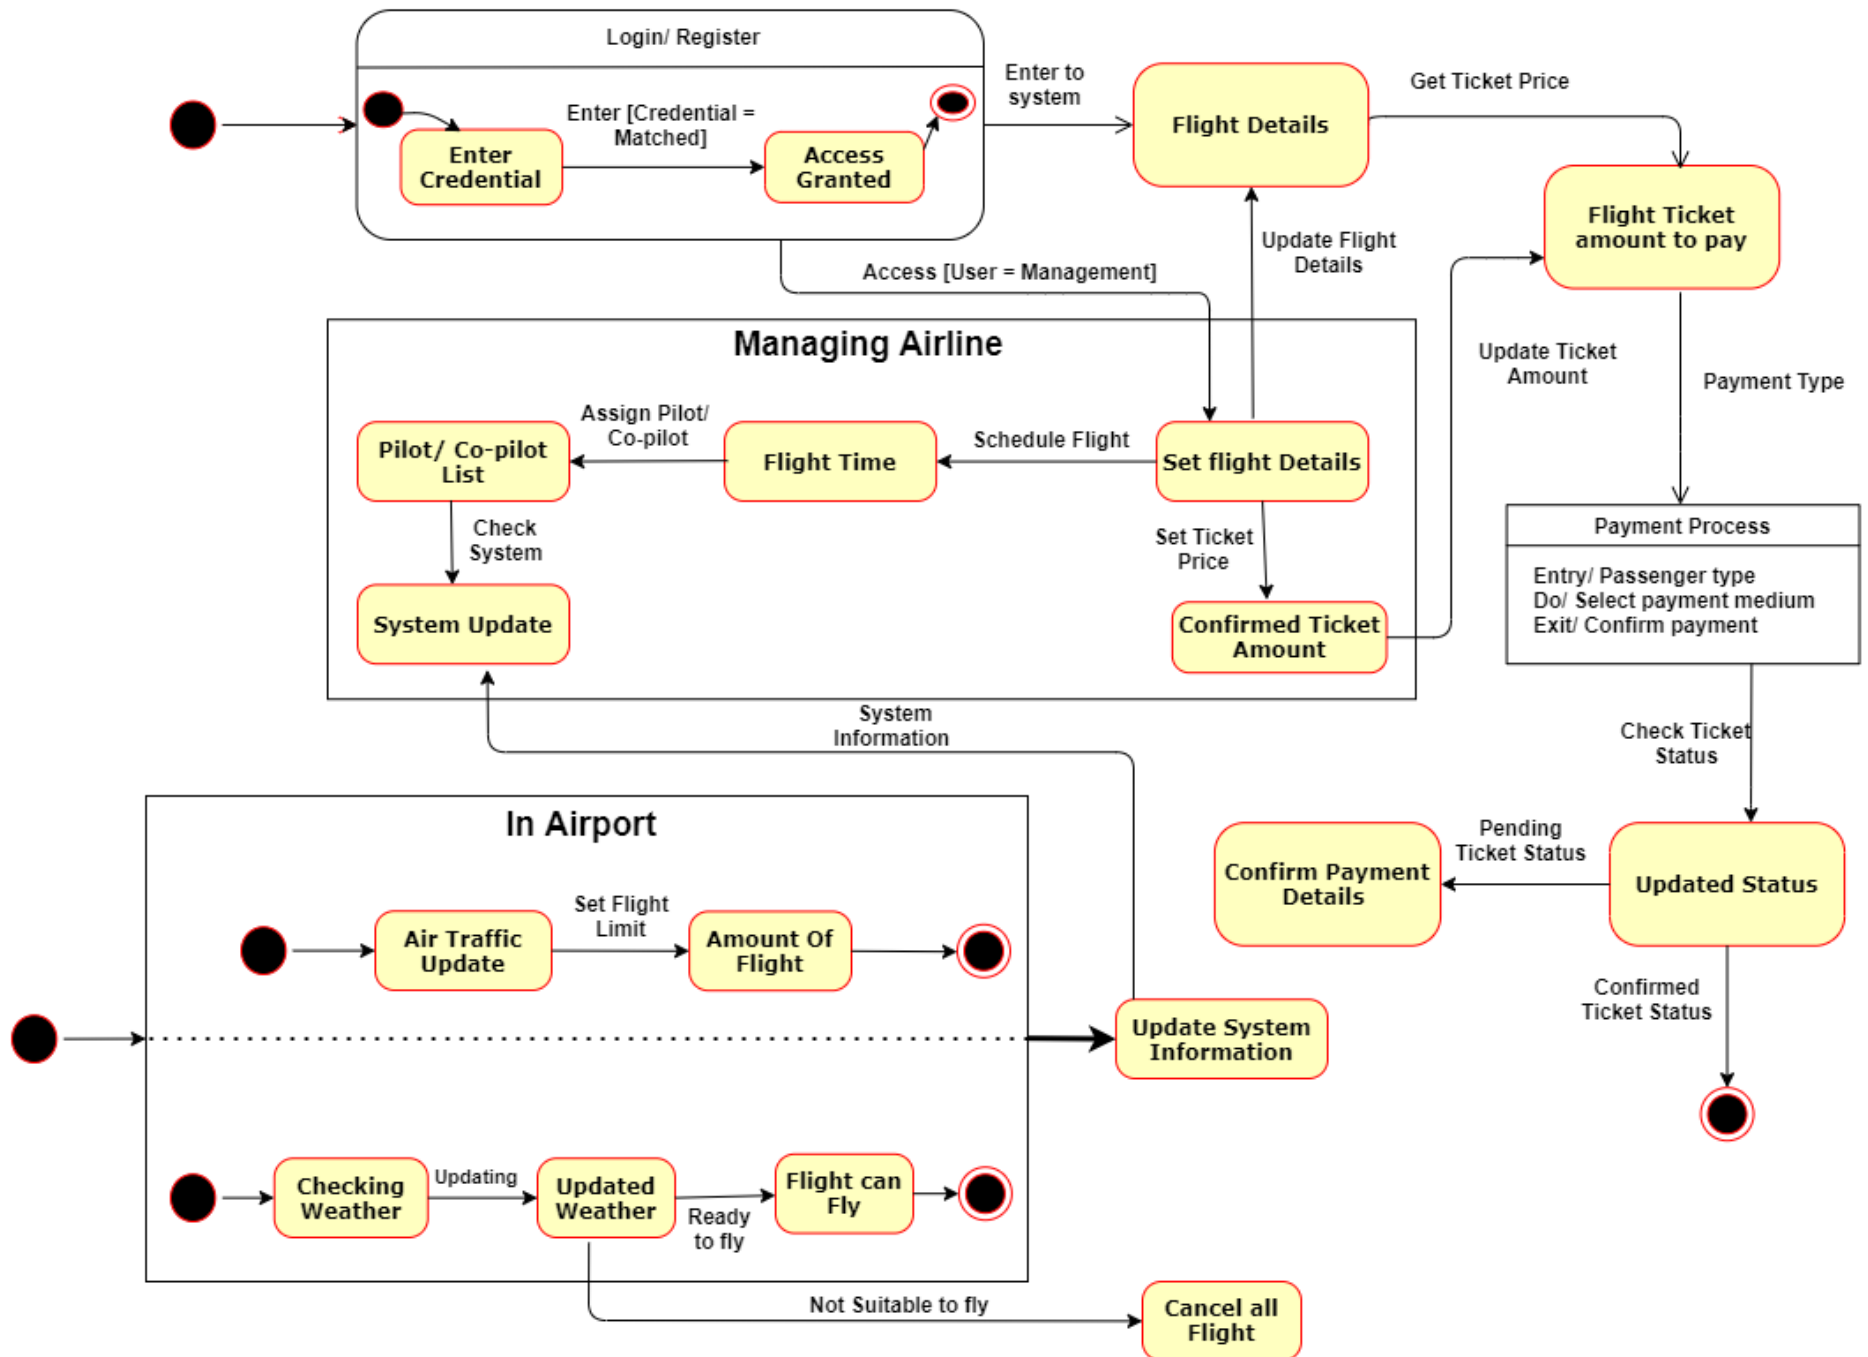 Login/ Register
Enter to
system
Get Ticket Price
Enter [Credential =
Matched]
Enter
Credential
Access
Granted
Flight Details
Flight Ticket
amount to pay
Update Flight
Details
Access [User = Management]
Managing Airline
Update Ticket
Amount
Payment Type
Assign Pilot/
Co-pilot
Schedule Flight
Pilot/ Co-pilot
List
Flight Time
Set flight Details
Check
System
Set Ticket
Price
Payment Process
Entry/ Passenger type
Do/ Select payment medium
Exit/ Confirm payment
System Update
Confirmed Ticket
Amount
System
Information
Check Ticket
Status
In Airport
Pending
Ticket Status
Confirm Payment
Details
Updated Status
Set Flight
Limit
Air Traffic
Update
Amount Of
Flight
Confirmed
Ticket Status
Update System
Information
Checking
Weather
Updating
Updated
Weather
Ready
to fly
Flight can
Fly
Not Suitable to fly
Cancel all
Flight